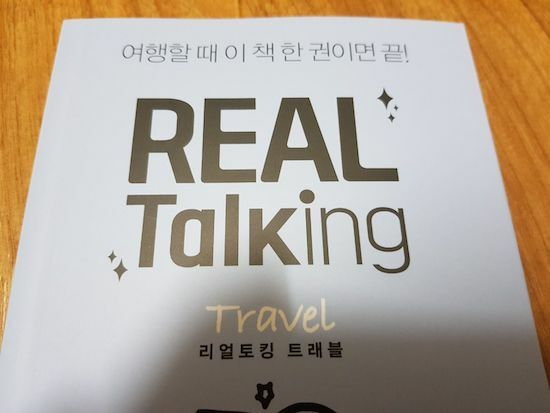 여행할 때 이 책 한 권이면 끝!
REAL
Talking
Travel
리얼토킹 트래블